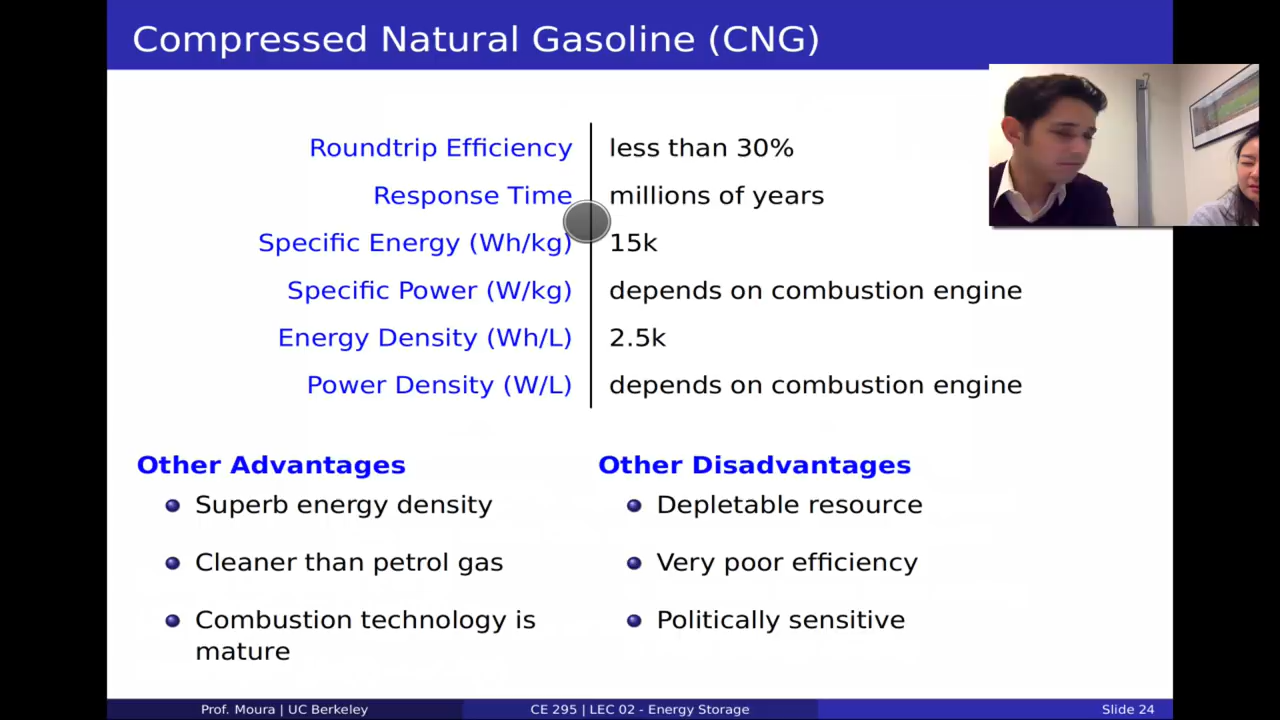 Compressed Natural Gasoline (CNG)
Roundtrip Efficiency less than 30%
Response Time millions of years
Specific Energy (Wh/kg) 15k
Specific Power (W/kg) depends on combustion engine
Energy Density (Wh/L) 2.5k
Power Density (W/L) depends on combustion engine
Other Advantages
Superb energy density
Cleaner than petrol gas
Combustion technology is
mature
Other Disadvantages
Depletable resource
Very poor efficiency
Politically sensitive
Prof. Moura | UC Berkeley CE 295 | LEC 02 - Energy Storage Slide 24